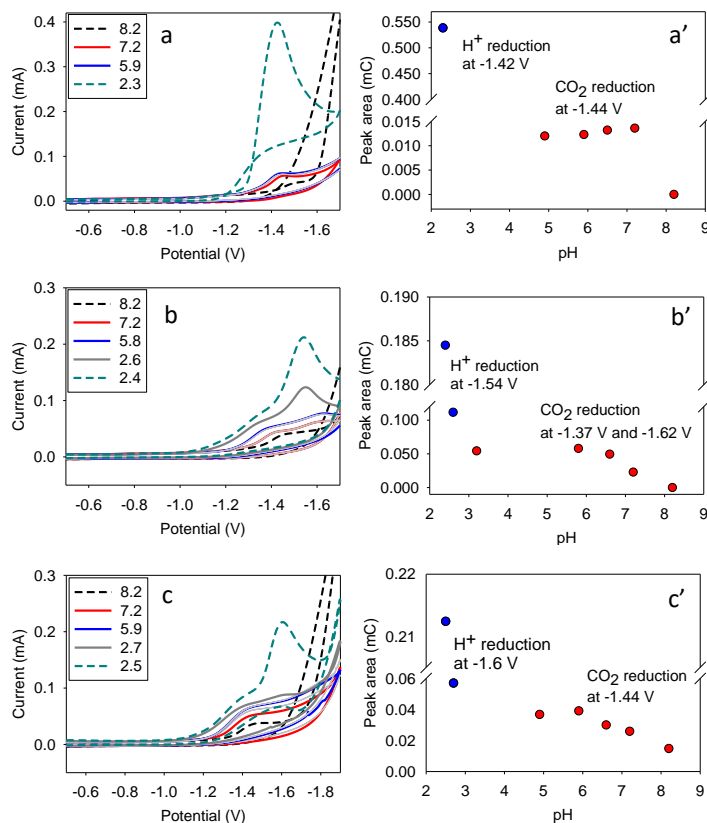 a
8.2
7.2
5.9
2.3
0.4
0.3
0.2
0.1
0.0
Current (mA)
-0.6 -0.8 -1.0 -1.2 -1.4 -1.6
Potential (V)
a’
H+ reduction
at -1.42 V
CO2 reduction
at -1.44 V
0.550
0.500
0.450
0.400
0.015
0.010
0.005
0.000
Peak area (mC)
2 3 4 5 6 7 8 9
pH
b
8.2
7.2
5.8
2.6
2.4
0.3
0.2
0.1
0.0
Current (mA)
-0.6 -0.8 -1.0 -1.2 -1.4 -1.6
Potential (V)
b’
H+ reduction
at -1.54 V
CO2 reduction
at -1.37 V and -1.62 V
0.190
0.185
0.180
0.100
0.050
0.000
Peak area (mC)
2 3 4 5 6 7 8 9
pH
c
8.2
7.2
5.9
2.7
2.5
0.3
0.2
0.1
0.0
Current (mA)
-0.6 -0.8 -1.0 -1.2 -1.4 -1.6 -1.8
Potential (V)
c’
H+ reduction
at -1.6 V
CO2 reduction
at -1.44 V
0.22
0.21
0.06
0.04
0.02
0.00
Peak area (mC)
2 3 4 5 6 7 8 9
pH